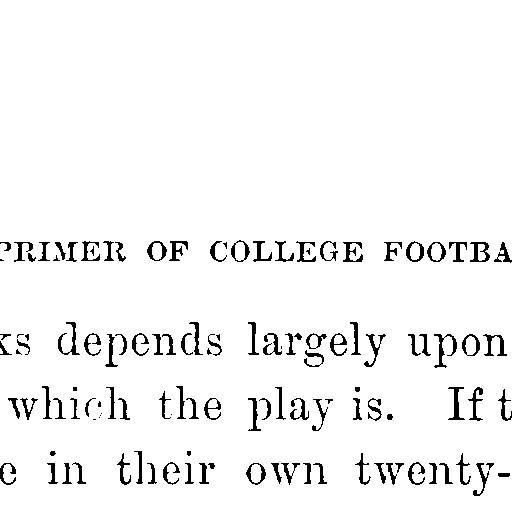 PRIMER OF COLLEGE FOOTBA
ks depends largely upon
which the play is. If t
e in their own twenty-